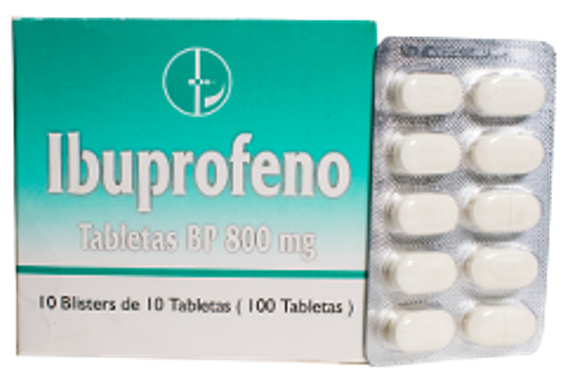 Ibuprofeno
Tabletas BP 800 mg
10 Blisters de 10 Tabletas ( 100 Tabletas )